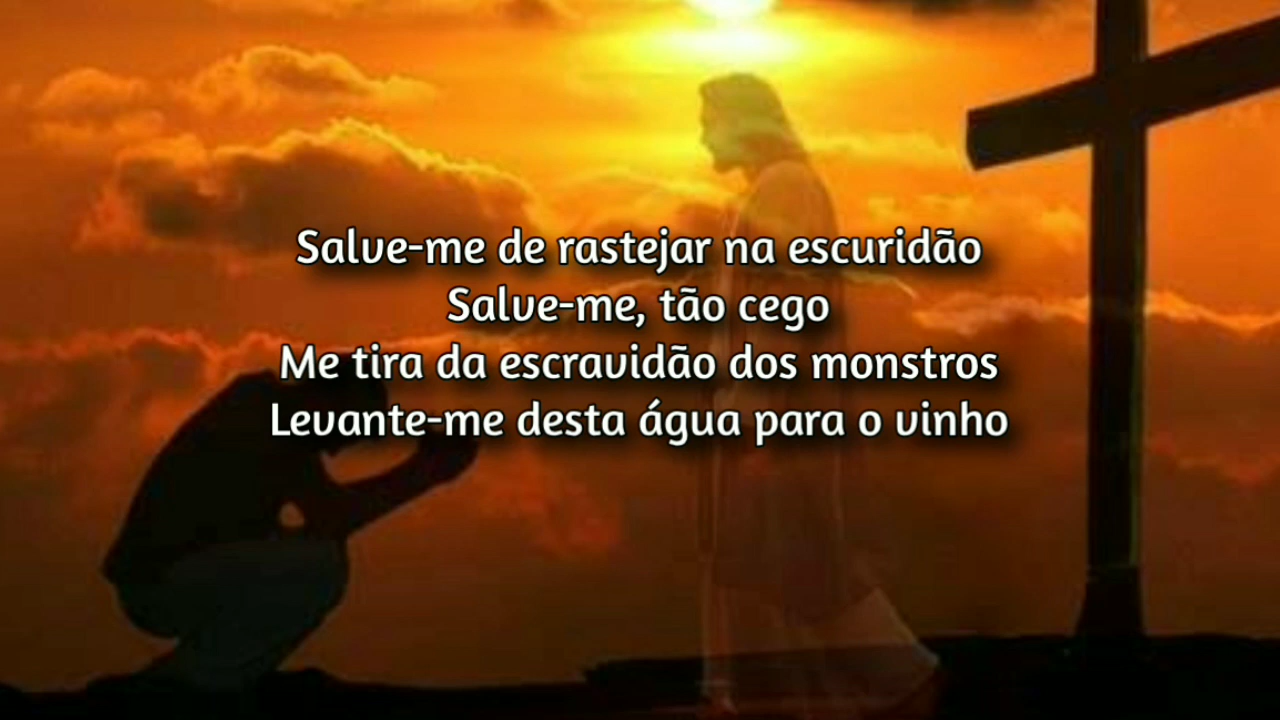 Salve-me de rastejar na escuridão
Salve-me, tão cego
Me tira da escravidão dos monstros
Levante-me desta água para o vinho